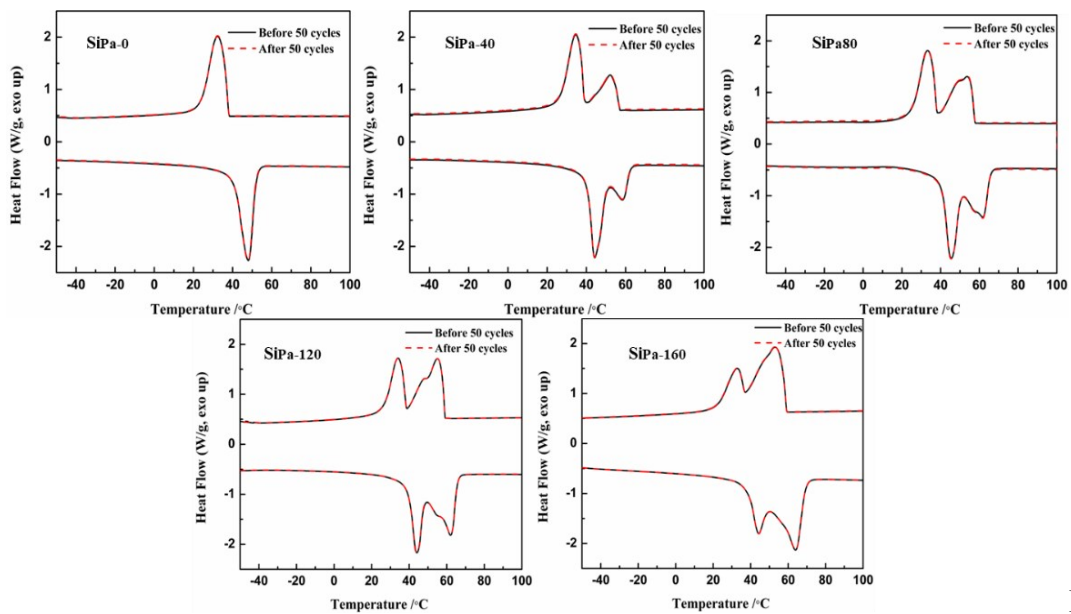 SiPa-0
Before 50 cycles
After 50 cycles
Heat Flow (W/g, exo up)
2
1
0
-1
-2
-40 -20 0 20 40 60 80 100
Temperature /°C
SiPa-40
Before 50 cycles
After 50 cycles
Heat Flow (W/g, exo up)
2
1
0
-1
-2
-40 -20 0 20 40 60 80 100
Temperature /°C
SiPa80
Before 50 cycles
After 50 cycles
Heat Flow (W/g, exo up)
2
1
0
-1
-2
-40 -20 0 20 40 60 80 100
Temperature /°C
SiPa-120
Before 50 cycles
After 50 cycles
Heat Flow (W/g, exo up)
2
1
0
-1
-2
-40 -20 0 20 40 60 80 100
Temperature /°C
SiPa-160
Before 50 cycles
After 50 cycles
Heat Flow (W/g, exo up)
2
1
0
-1
-2
-40 -20 0 20 40 60 80 100
Temperature /°C